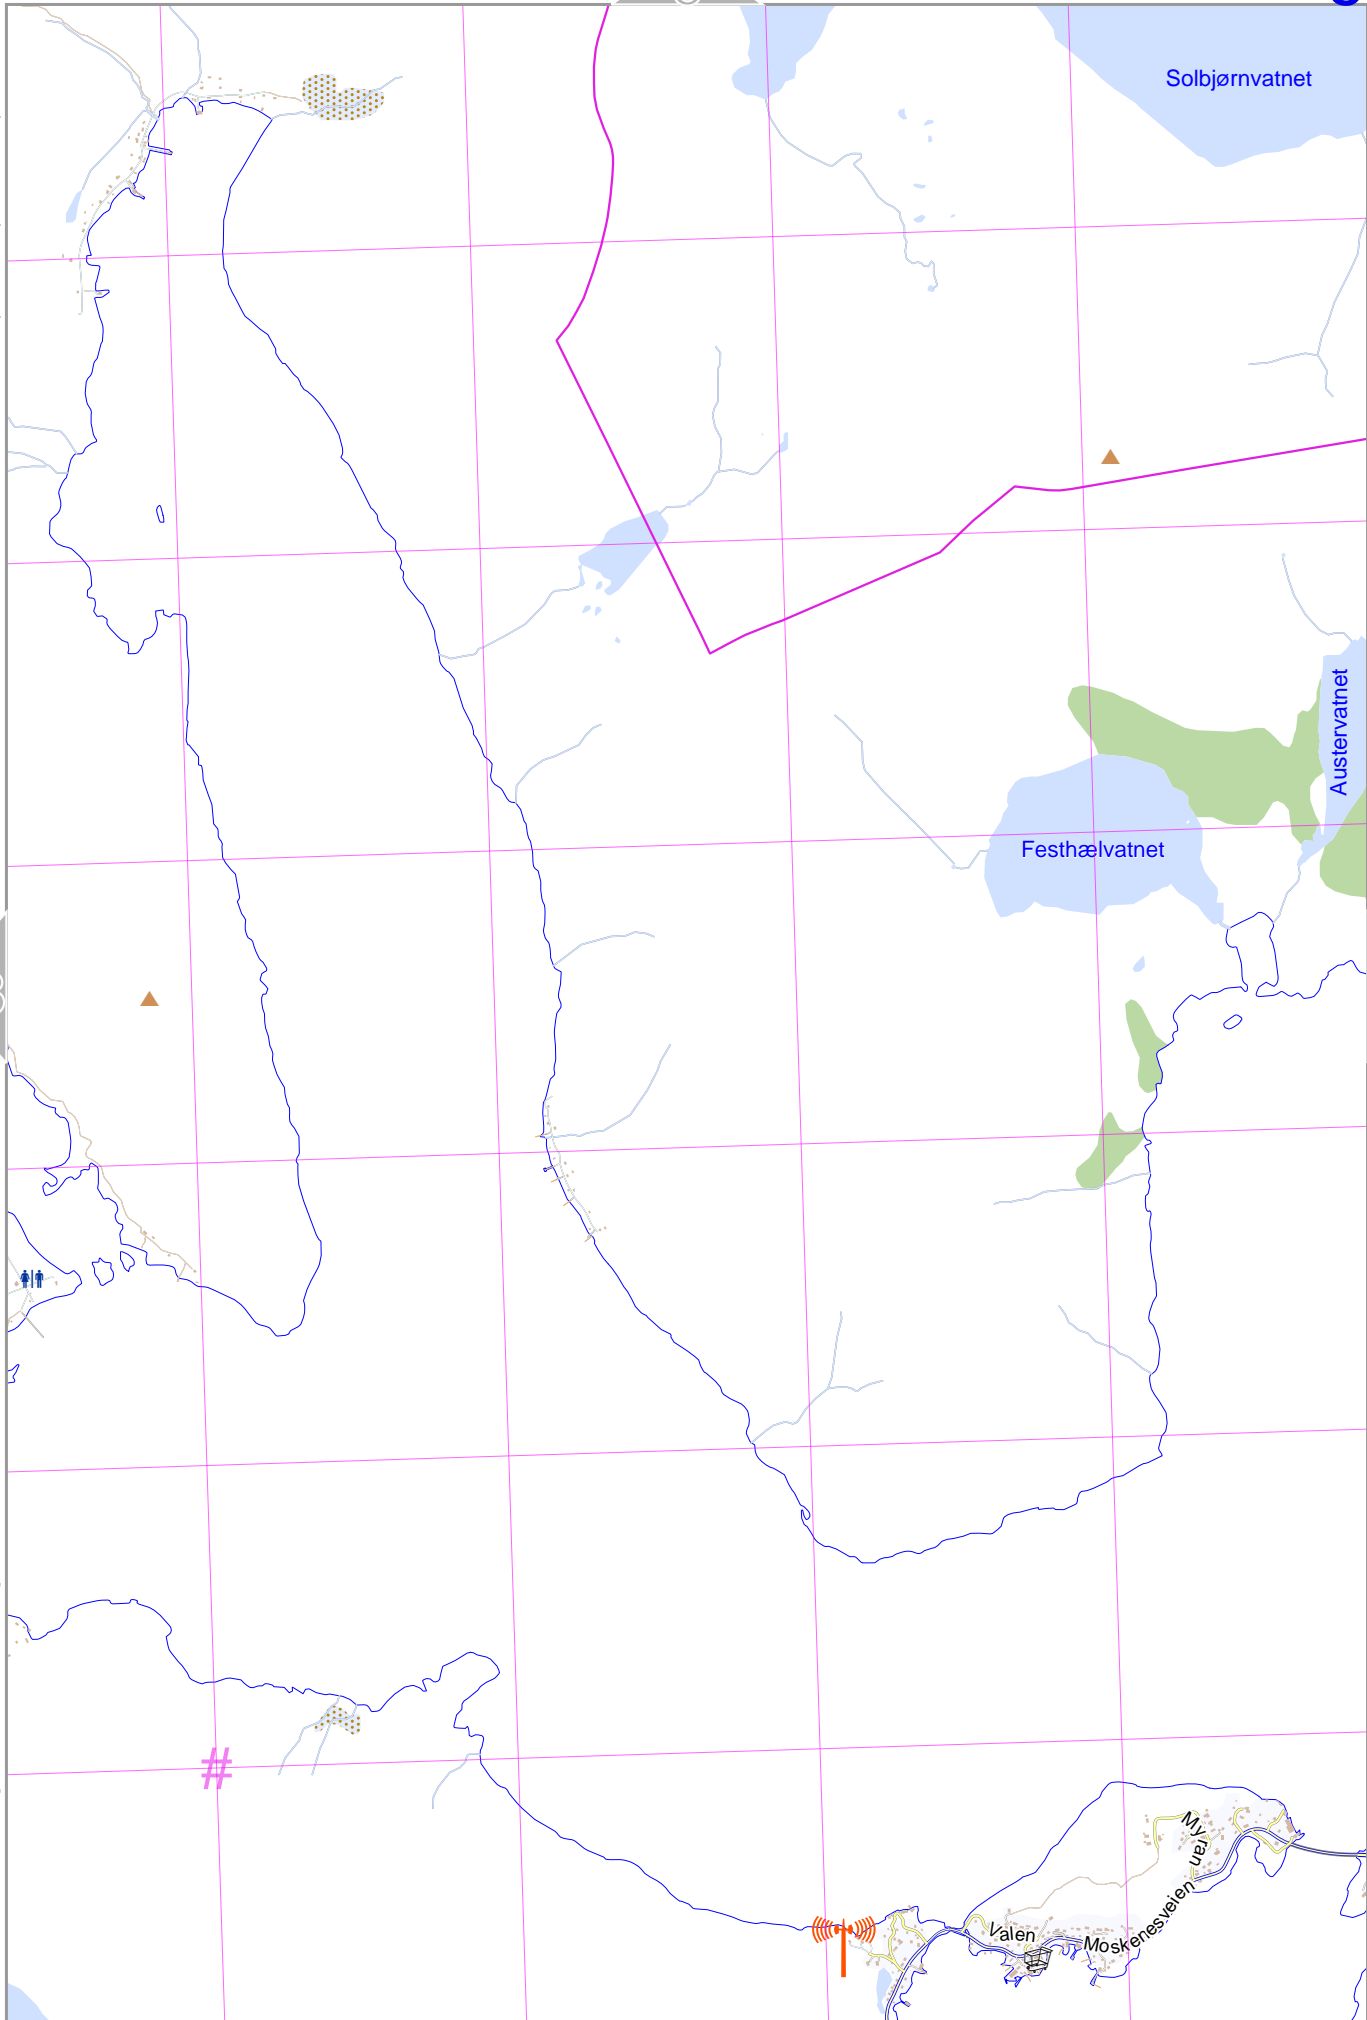 Solbjørnvatnet
Austervatnet
Festhælvatnet
#
Myran
Valen
Moskenesveien